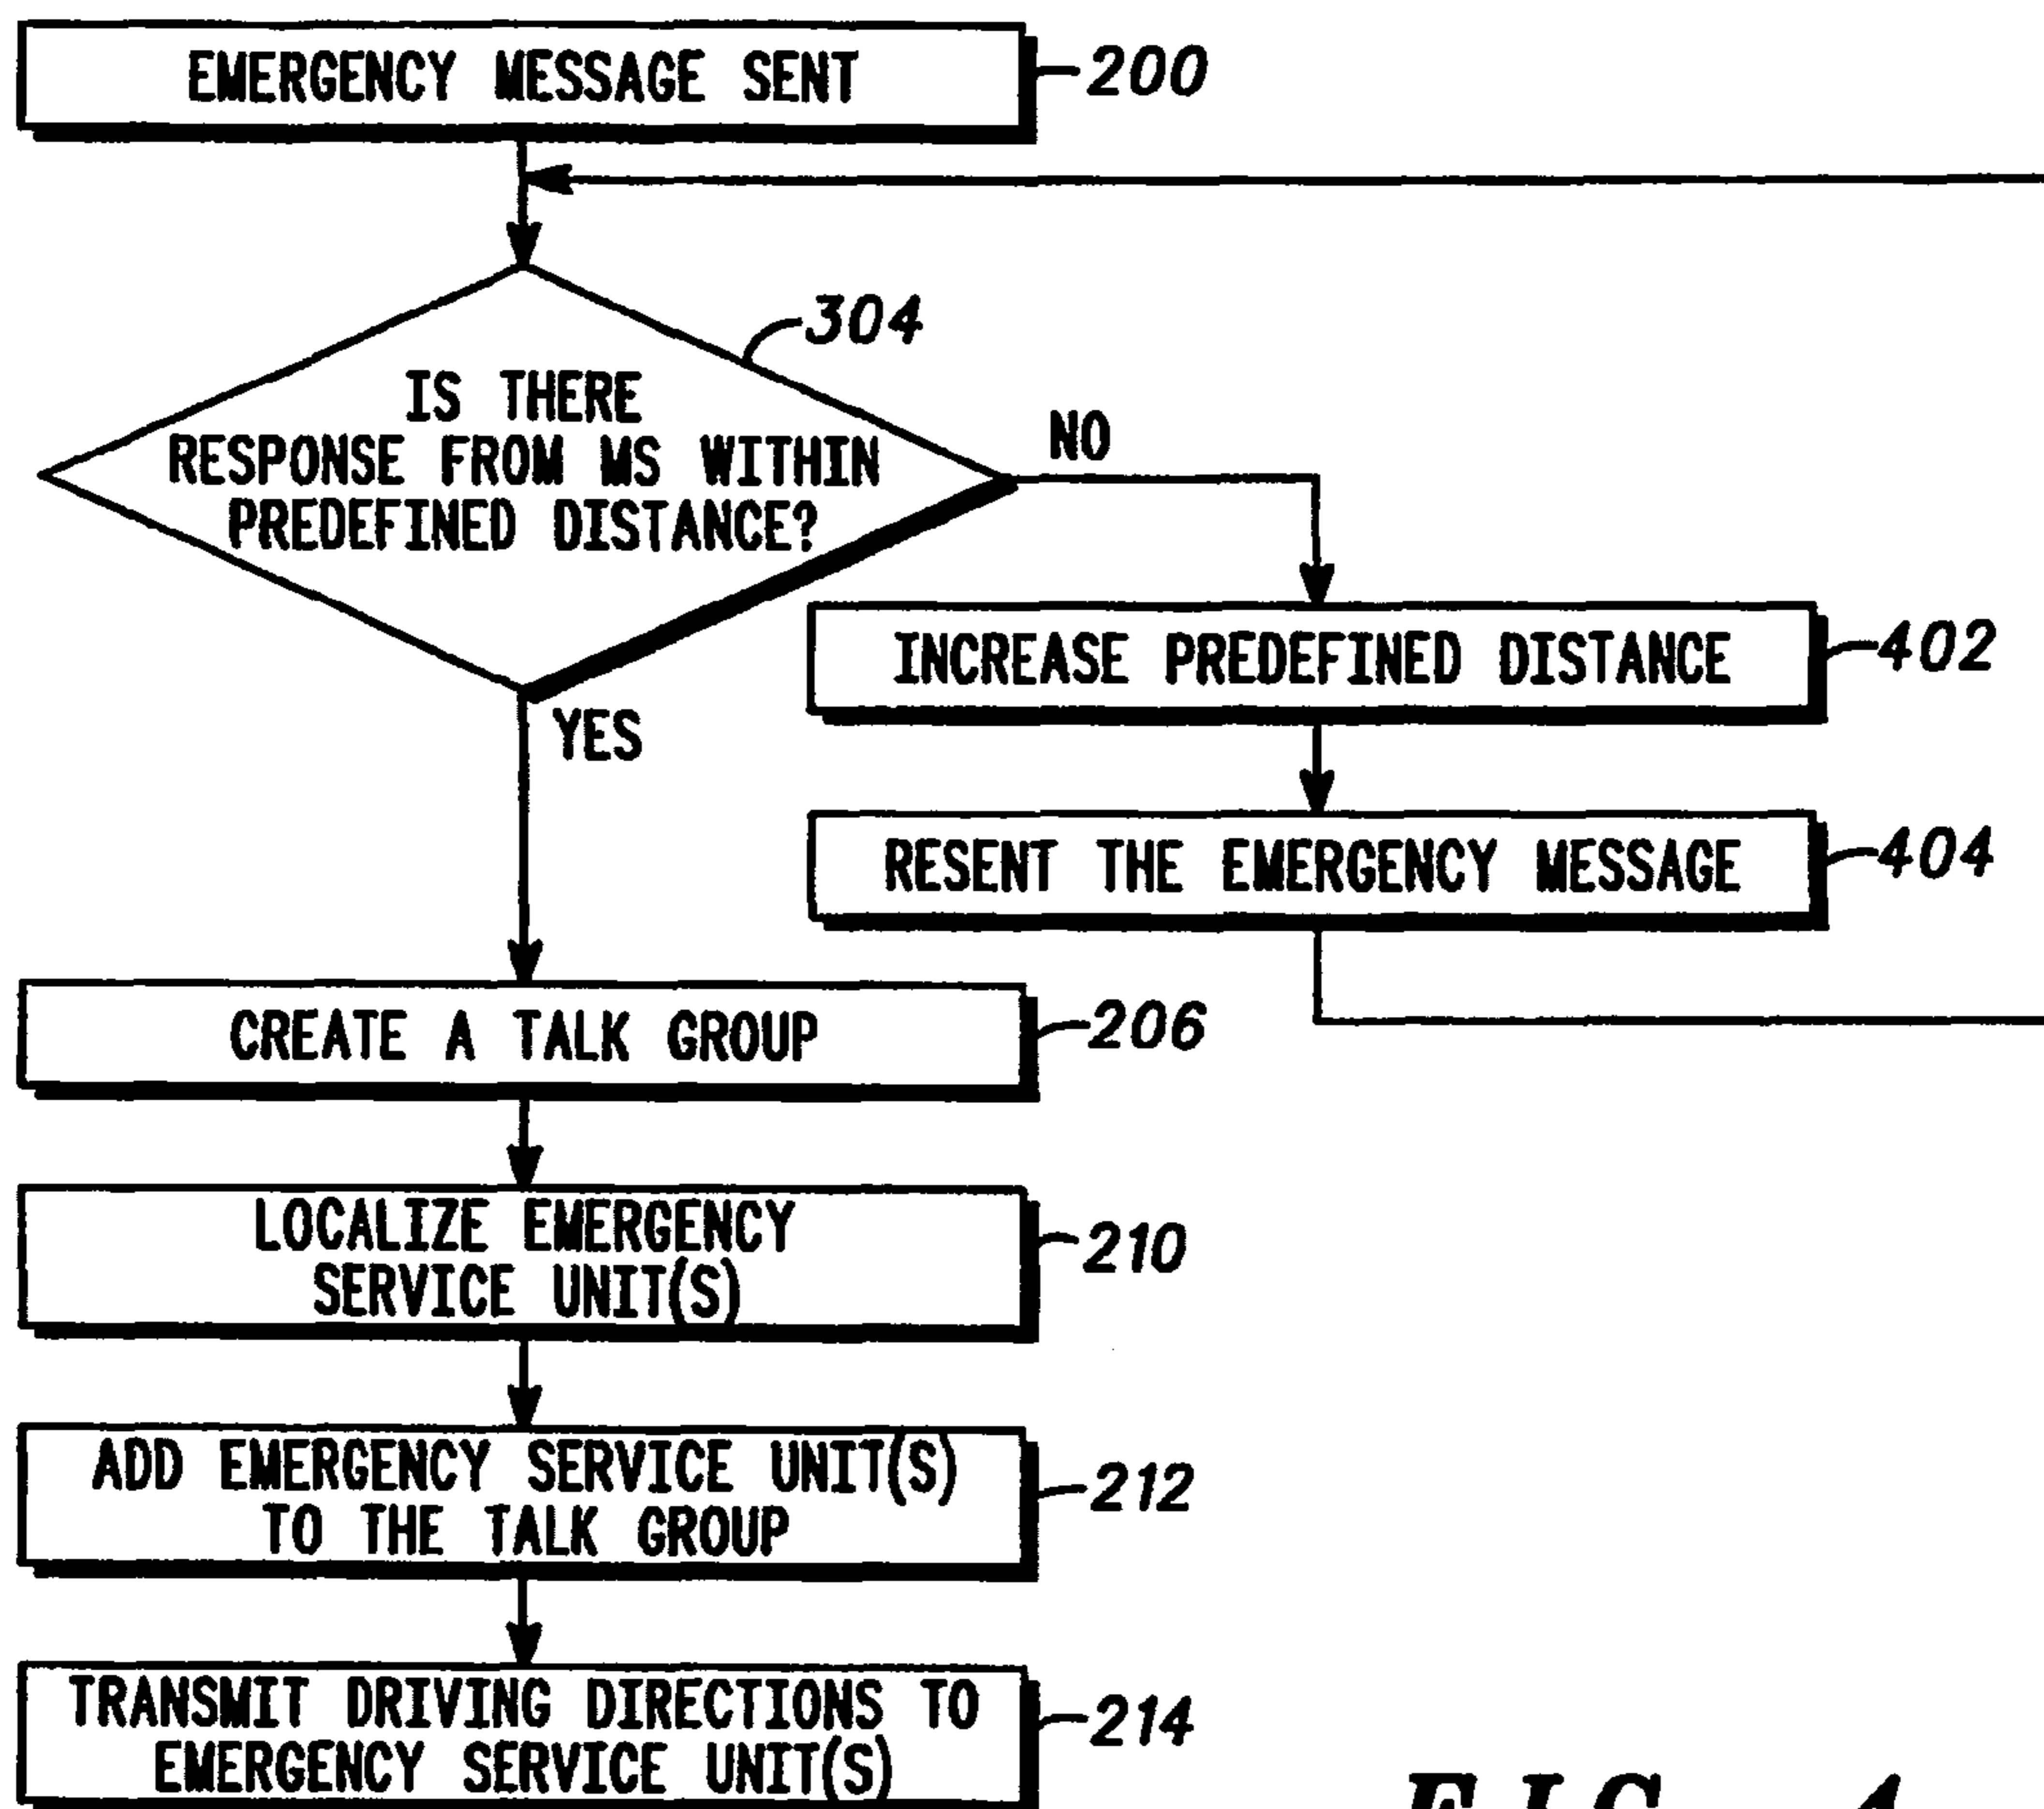 EMERGENCY MESSAGE SENT
200
304
IS THERE
RESPONSE FROM MS WITHIN
PREDEFINED DISTANCE?
NO
INCREASE PREDEFINED DISTANCE
402
YES
RESENT THE EMERGENCY MESSAGE
404
CREATE A TALK GROUP
206
LOCALIZE EMERGENCY
SERVICE UNIT(S)
210
ADD EMERGENCY SERVICE UNIT(S)
TO THE TALK GROUP
212
TRANSMIT DRIVING DIRECTIONS TO
EMERGENCY SERVICE UNIT(S)
214
FIG. 4